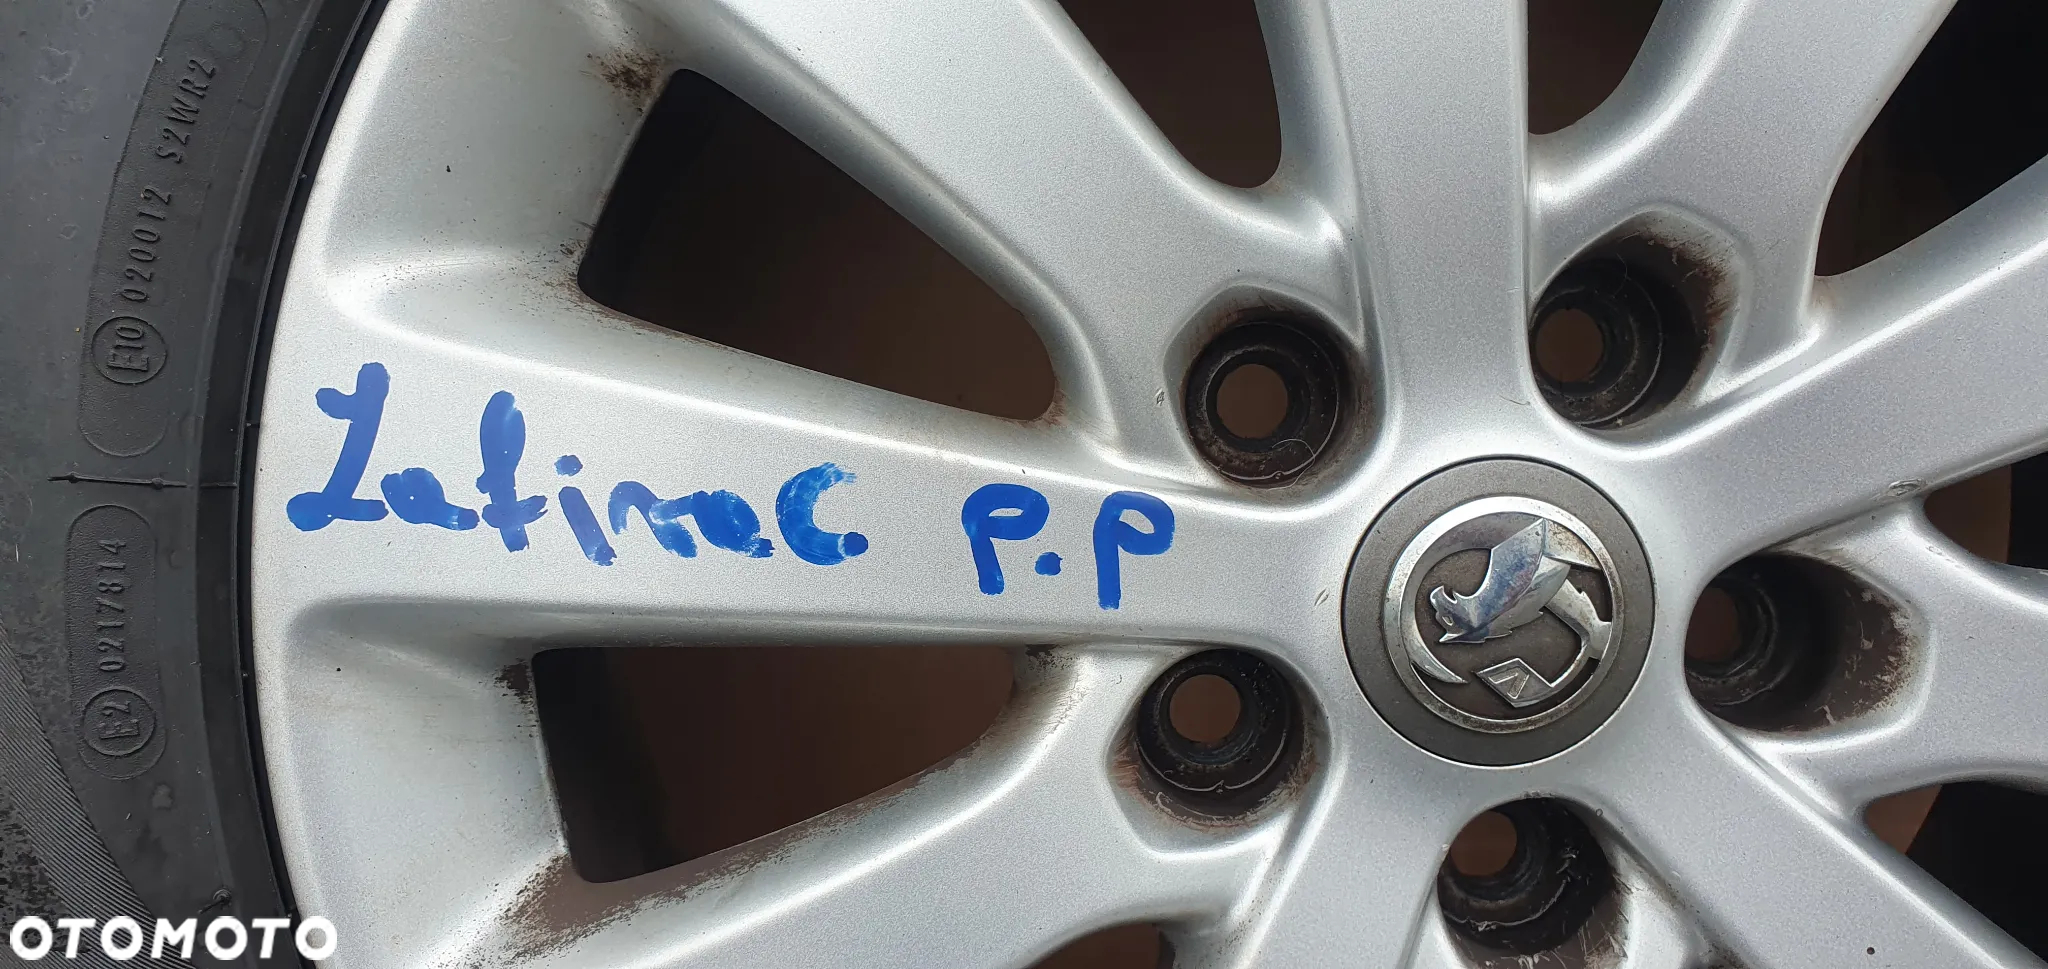 E10 020012 S2WR2
E2 0217814
Zafira C P.P
OTOMOTO